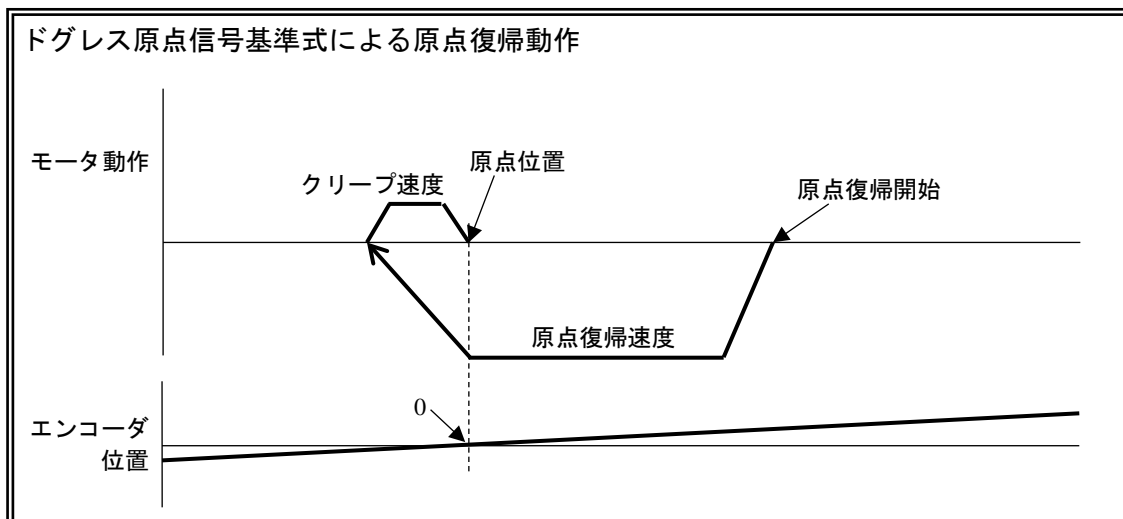 ドグレス原点信号基準式による原点復帰動作
モータ動作
クリープ速度
原点位置
原点復帰開始
原点復帰速度
0
エンコーダ
位置